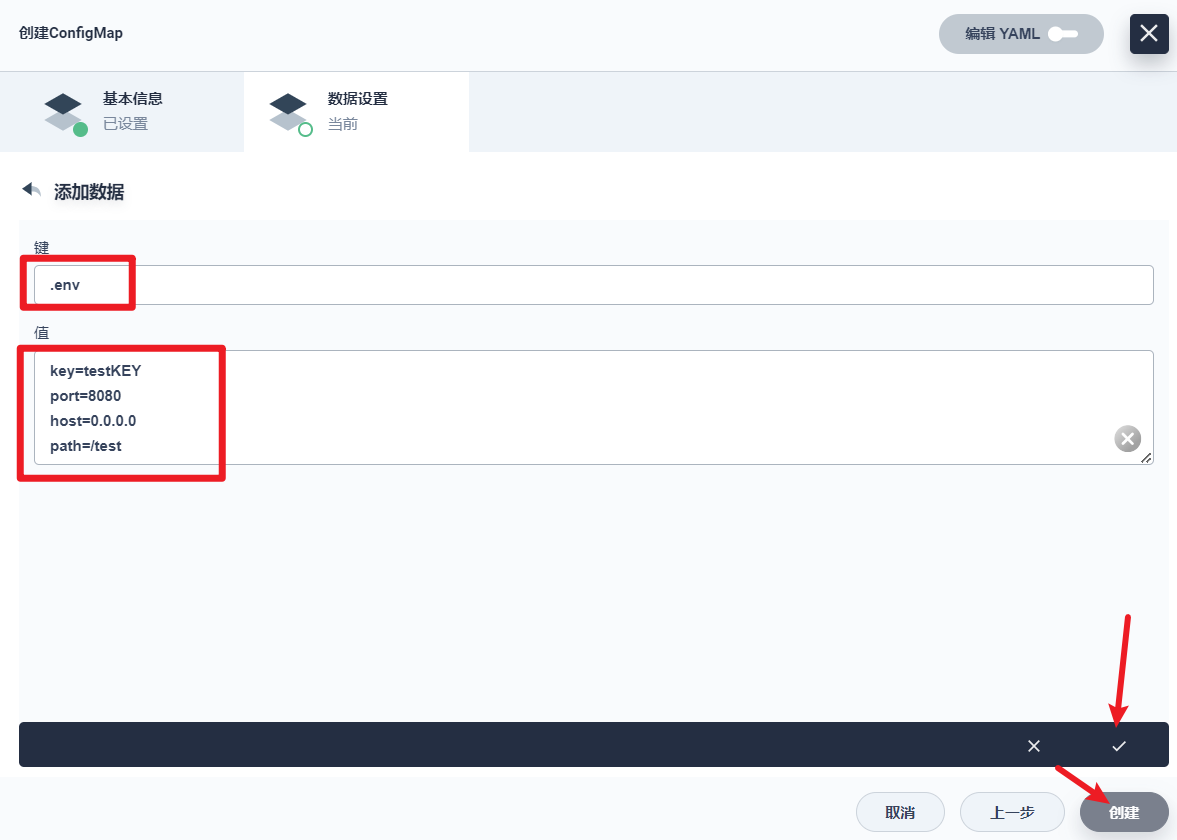 创建ConfigMap
编辑 YAML
基本信息
已设置
数据设置
当前
添加数据
键
.env
值
key=testKEY
port=8080
host=0.0.0.0
path=/test
取消
上一步
创建